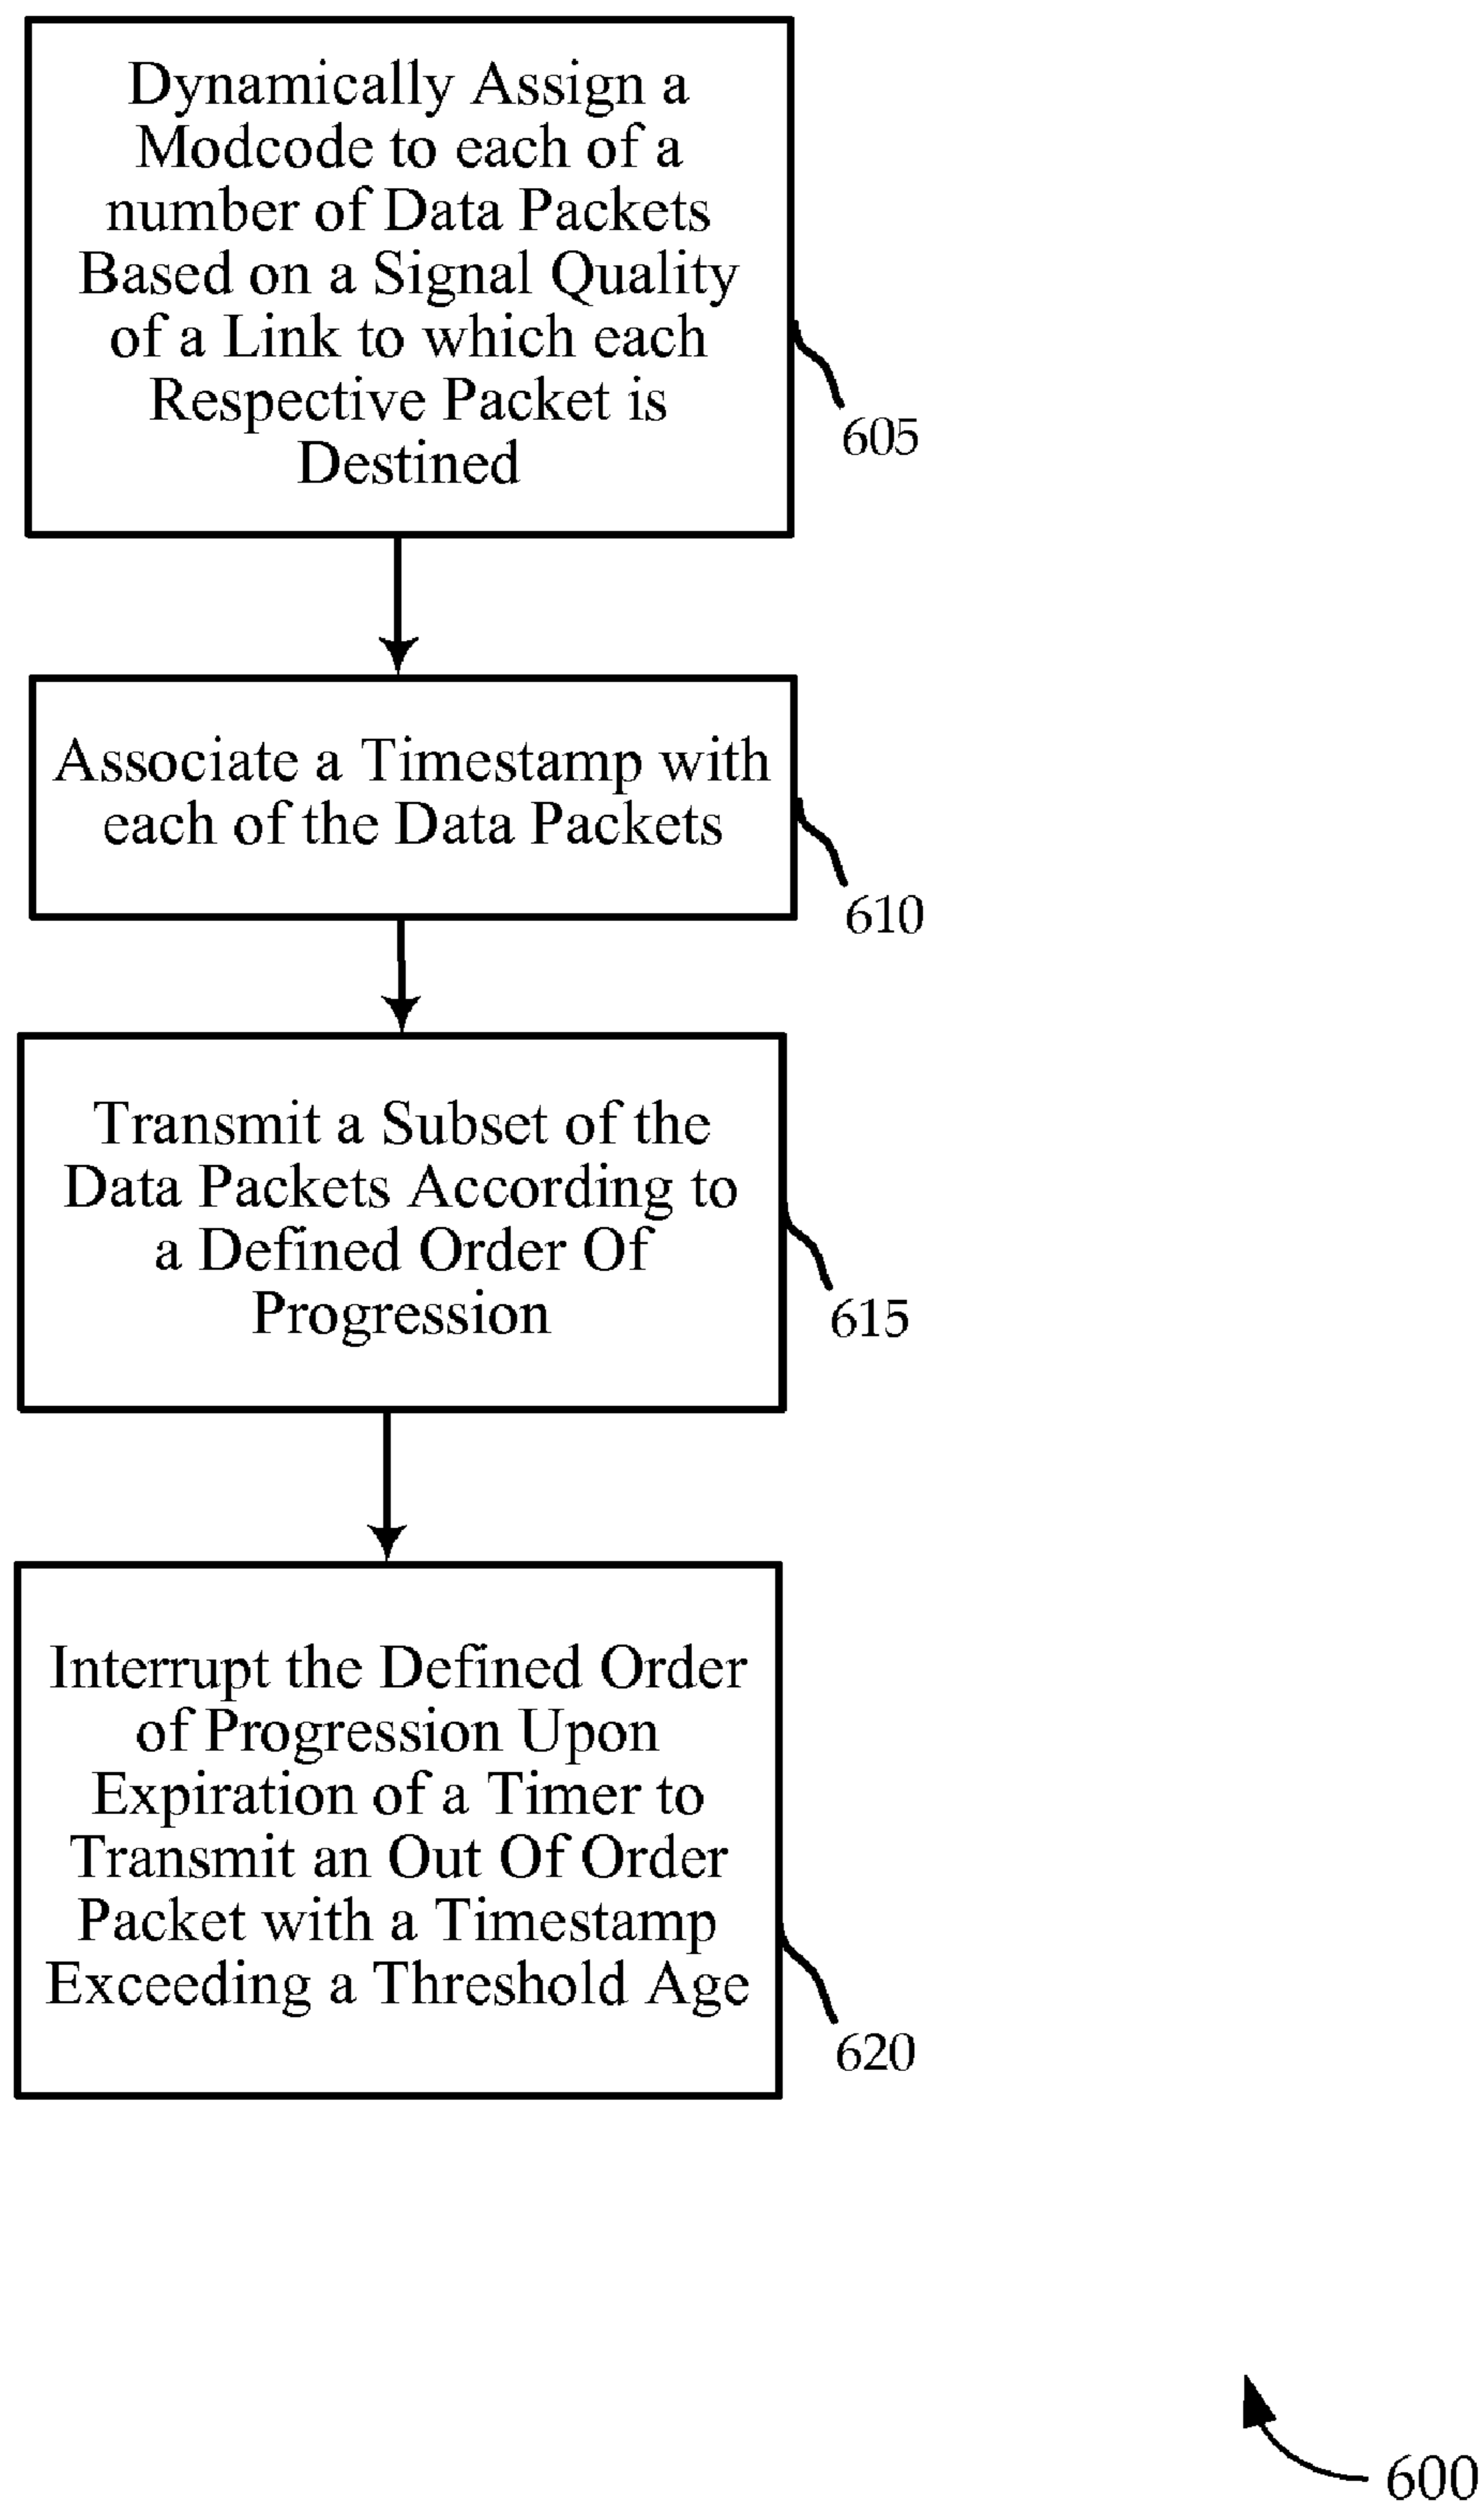 Dynamically Assign a
Modcode to each of a
number of Data Packets
Based on a Signal Quality
of a Link to which each
Respective Packet is
Destined
605
Associate a Timestamp with
each of the Data Packets
610
Transmit a Subset of the
Data Packets According to
a Defined Order Of
Progression
615
Interrupt the Defined Order
of Progression Upon
Expiration of a Timer to
Transmit an Out Of Order
Packet with a Timestamp
Exceeding a Threshold Age
620
600